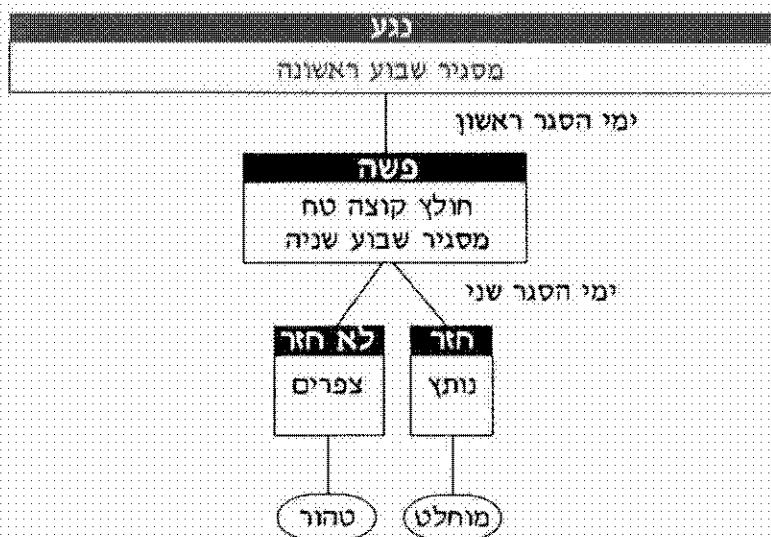 נגע
מסגיר שבוע ראשונה
ימי הסגר ראשון
פשה
חולץ קוצה טח
מסגיר שבוע שניה
ימי הסגר שני
חזר
לא חזר
נותץ
צפרים
מוחלט
טהור